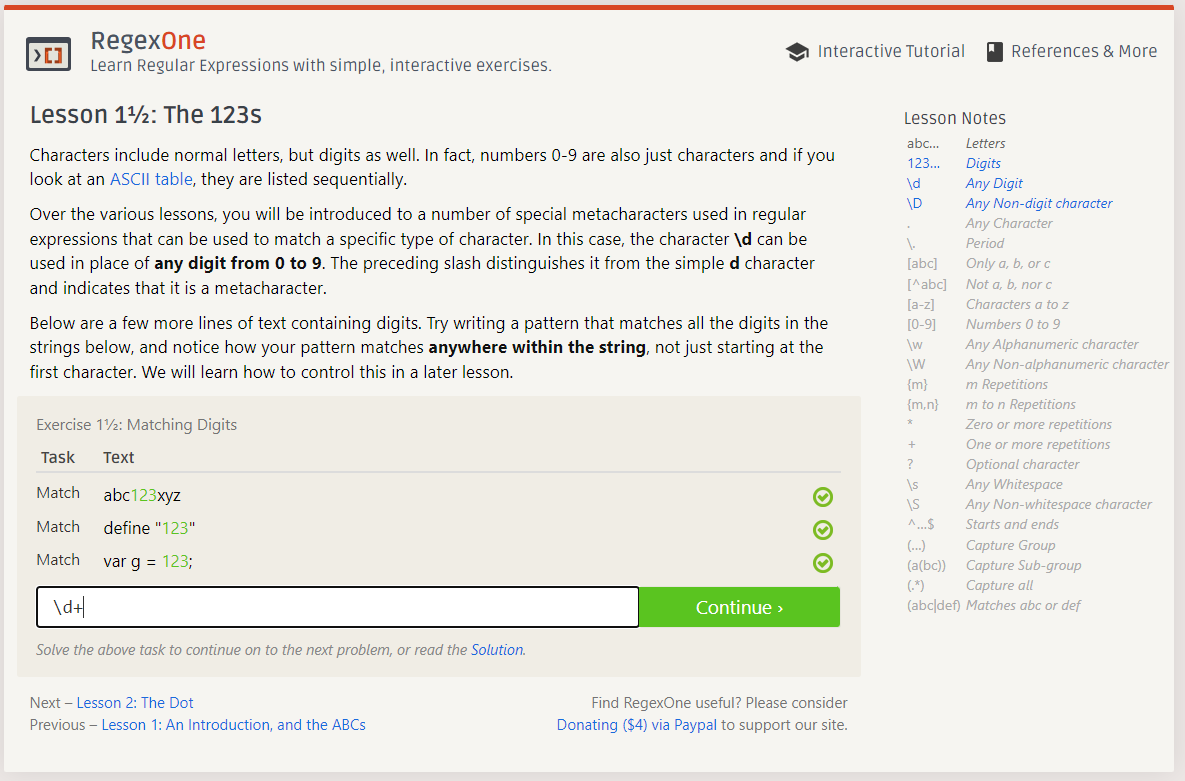 RegexOne
Learn Regular Expressions with simple, interactive exercises.
Interactive Tutorial
References & More
Lesson 1½: The 123s
Characters include normal letters, but digits as well. In fact, numbers 0-9 are also just characters and if you
look at an ASCII table, they are listed sequentially.
Over the various lessons, you will be introduced to a number of special metacharacters used in regular
expressions that can be used to match a specific type of character. In this case, the character \d can be
used in place of any digit from 0 to 9. The preceding slash distinguishes it from the simple d character
and indicates that it is a metacharacter.
Below are a few more lines of text containing digits. Try writing a pattern that matches all the digits in the
strings below, and notice how your pattern matches anywhere within the string, not just starting at the
first character. We will learn how to control this in a later lesson.
Exercise 1½: Matching Digits
Task Text
Match abc123xyz
Match define "123"
Match var g = 123;
\d+
Continue ›
Solve the above task to continue on to the next problem, or read the Solution.
Next – Lesson 2: The Dot
Previous – Lesson 1: An Introduction, and the ABCs
Find RegexOne useful? Please consider
Donating ($4) via Paypal to support our site.
Lesson Notes
abc… Letters
123… Digits
\d Any Digit
\D Any Non-digit character
. Any Character
\. Period
[abc] Only a, b, or c
[^abc] Not a, b, nor c
[a-z] Characters a to z
[0-9] Numbers 0 to 9
\w Any Alphanumeric character
\W Any Non-alphanumeric character
{m} m Repetitions
{m,n} m to n Repetitions
* Zero or more repetitions
+ One or more repetitions
? Optional character
\s Any Whitespace
\S Any Non-whitespace character
^…$ Starts and ends
(…) Capture Group
(a(bc)) Capture Sub-group
(.*) Capture all
(abc|def) Matches abc or def